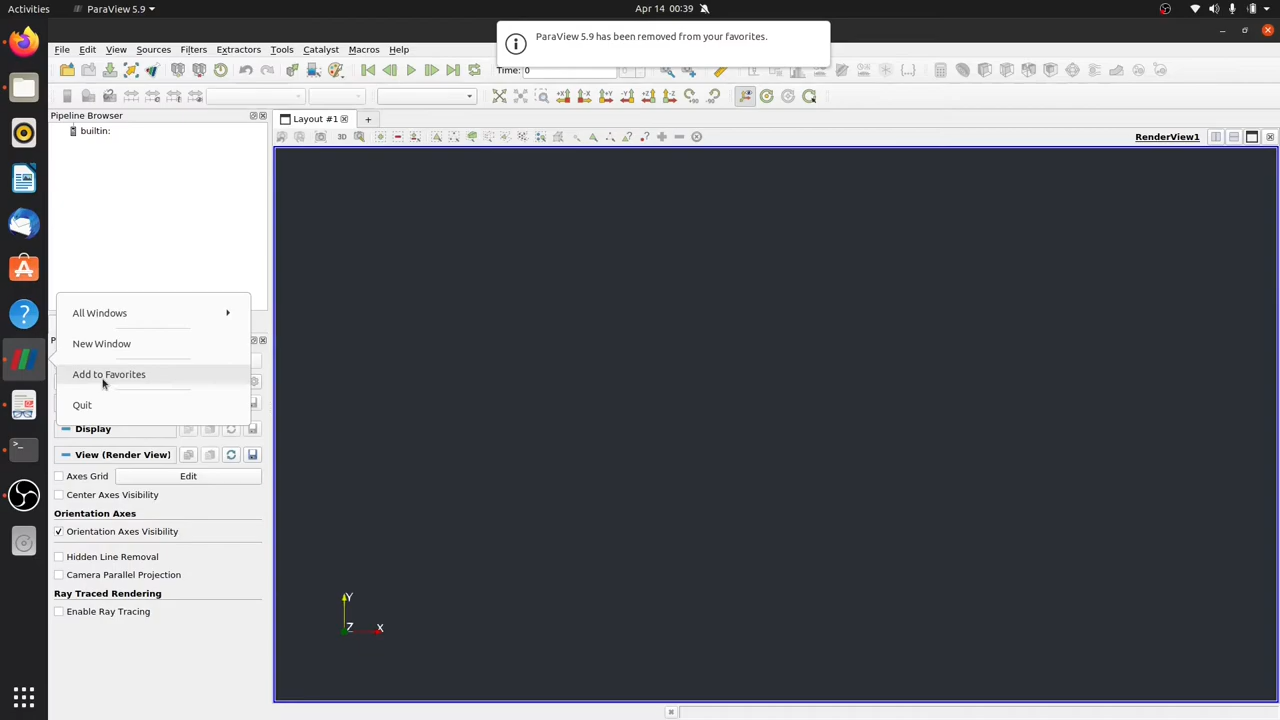 Activities
ParaView 5.9
Apr 14 00:39
ParaView 5.9 has been removed from your favorites.
File Edit View Sources Filters Extractors Tools Catalyst Macros Help
Time: 0
Pipeline Browser
builtin:
Layout #1
3D
RenderView1
All Windows
New Window
Add to Favorites
Quit
Display
View (Render View)
Axes Grid
Edit
Center Axes Visibility
Orientation Axes
Orientation Axes Visibility
Hidden Line Removal
Camera Parallel Projection
Ray Traced Rendering
Enable Ray Tracing
Y
Z
X